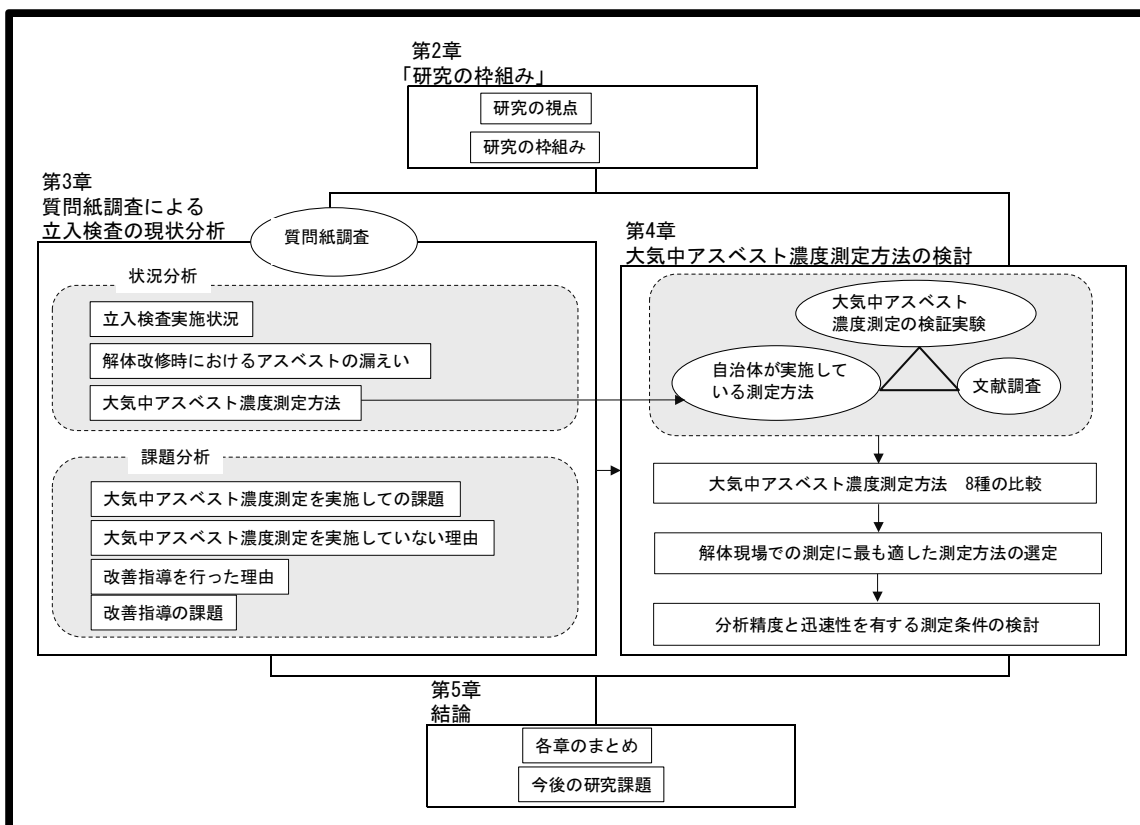 第2章
「研究の枠組み」
研究の視点
研究の枠組み
第3章
質問紙調査による
立入検査の現状分析
質問紙調査
状況分析
立入検査実施状況
解体改修時におけるアスベストの漏えい
大気中アスベスト濃度測定方法
課題分析
大気中アスベスト濃度測定を実施しての課題
大気中アスベスト濃度測定を実施していない理由
改善指導を行った理由
改善指導の課題
第4章
大気中アスベスト濃度測定方法の検討
大気中アスベスト
濃度測定の検証実験
自治体が実施して
いる測定方法
文献調査
大気中アスベスト濃度測定方法　8種の比較
解体現場での測定に最も適した測定方法の選定
分析精度と迅速性を有する測定条件の検討
第5章
結論
各章のまとめ
今後の研究課題